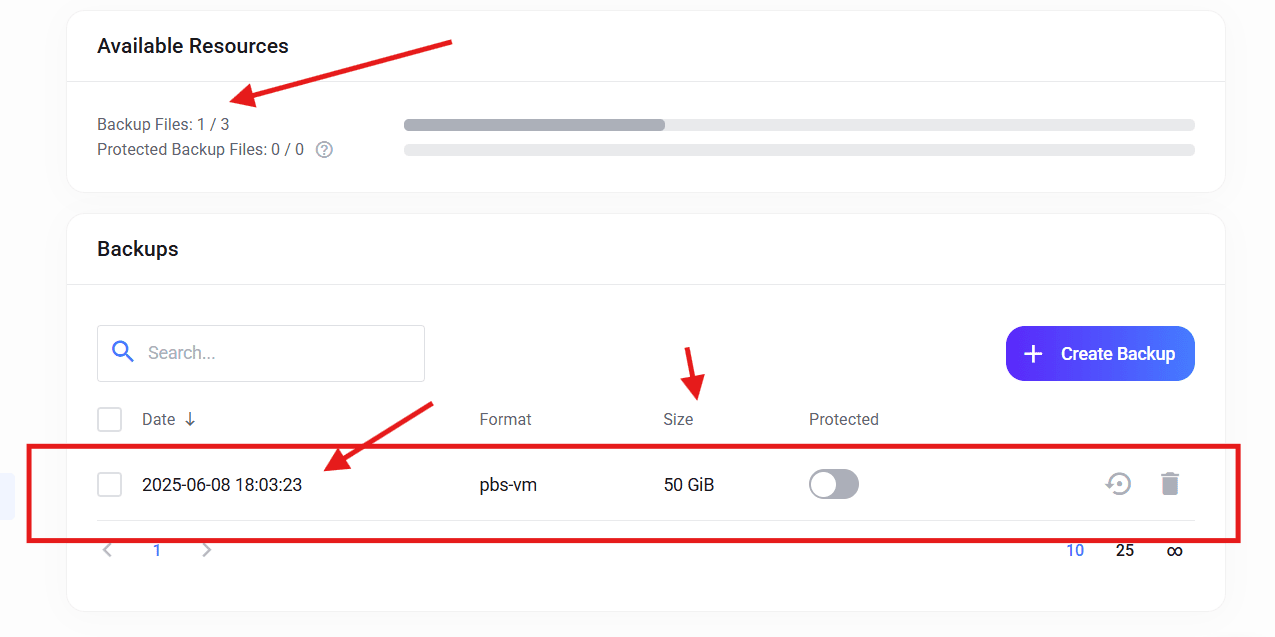 Available Resources
Backup Files: 1 / 3
Protected Backup Files: 0 / 0 ?
Backups
Search...
+ Create Backup
Date ↓ Format Size Protected
2025-06-08 18:03:23 pbs-vm 50 GiB
< 1 > 10 25 ∞